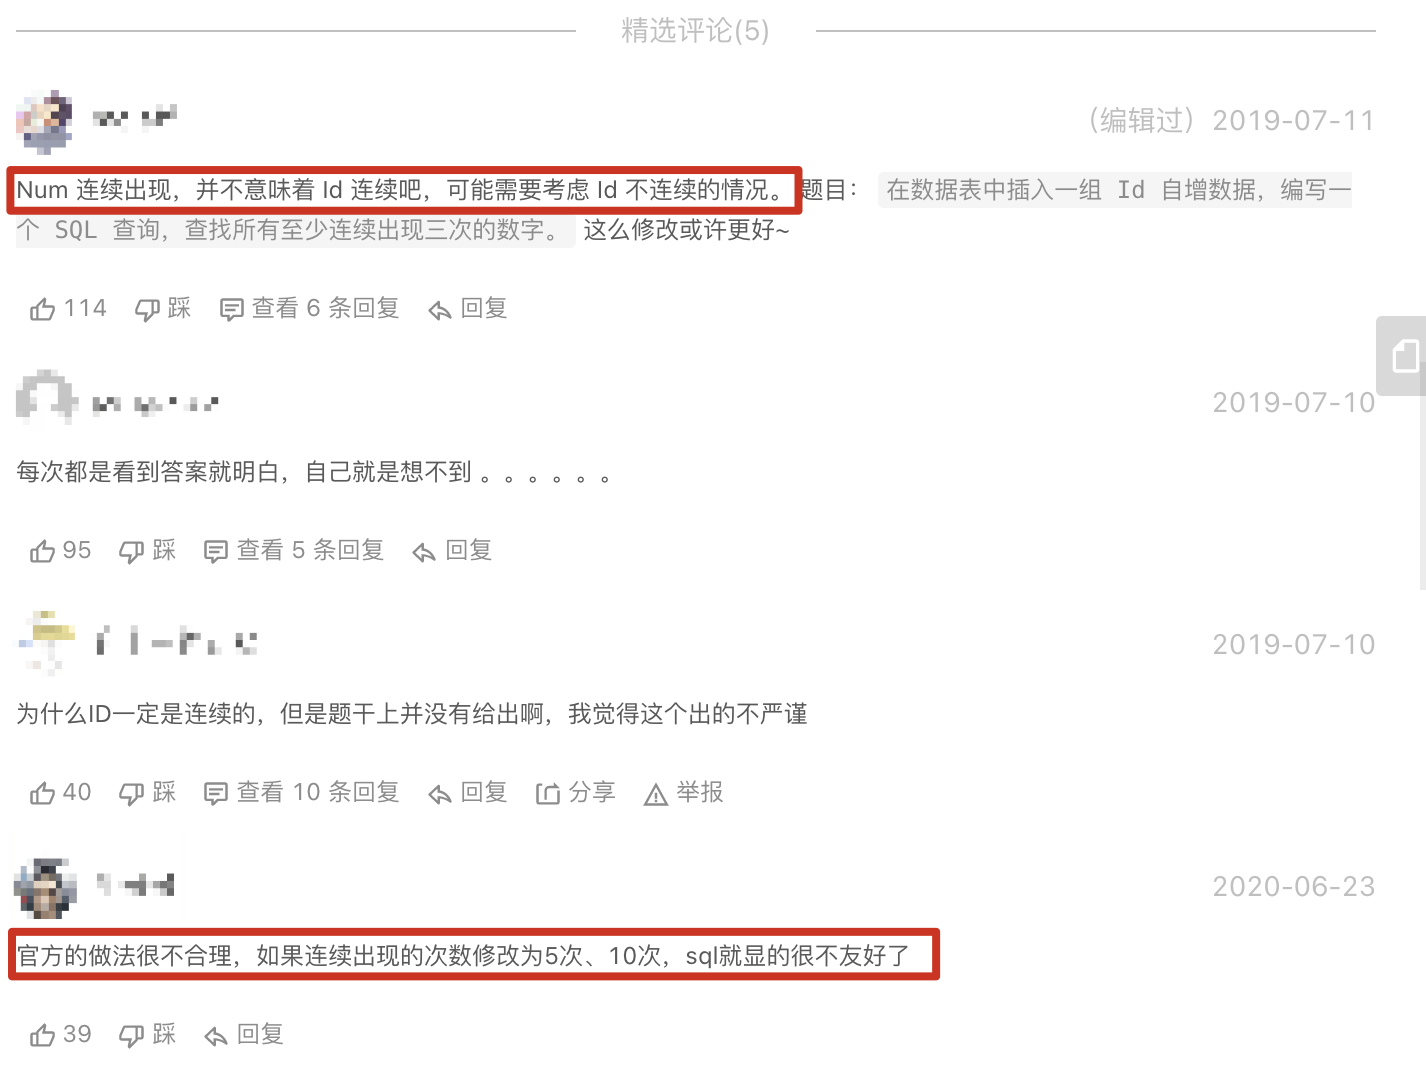 精选评论(5)
（编辑过）2019-07-11
Num 连续出现，并不意味着 Id 连续吧，可能需要考虑 Id 不连续的情况。题目： 在数据表中插入一组 Id 自增数据，编写一
个 SQL 查询，查找所有至少连续出现三次的数字。 这么修改或许更好~
114 踩 查看 6 条回复 回复
2019-07-10
每次都是看到答案就明白，自己就是想不到 。。。。。。
95 踩 查看 5 条回复 回复
2019-07-10
为什么ID一定是连续的，但是题干上并没有给出啊，我觉得这个出的不严谨
40 踩 查看 10 条回复 回复 分享 举报
2020-06-23
官方的做法很不合理，如果连续出现的次数修改为5次、10次，sql就显的很不友好了
39 踩 回复